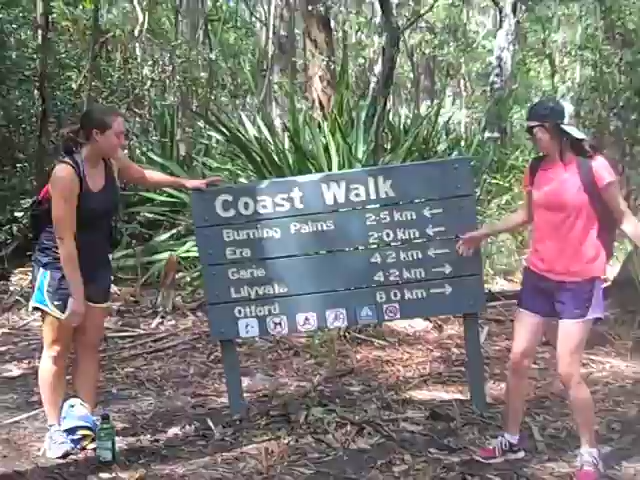 Coast Walk
Burning Palms 2·5 km ←
Era 2·0 km ←
Garie 4·2 km ←
Lilyvale 4·2 km →
Otford 8·0 km →